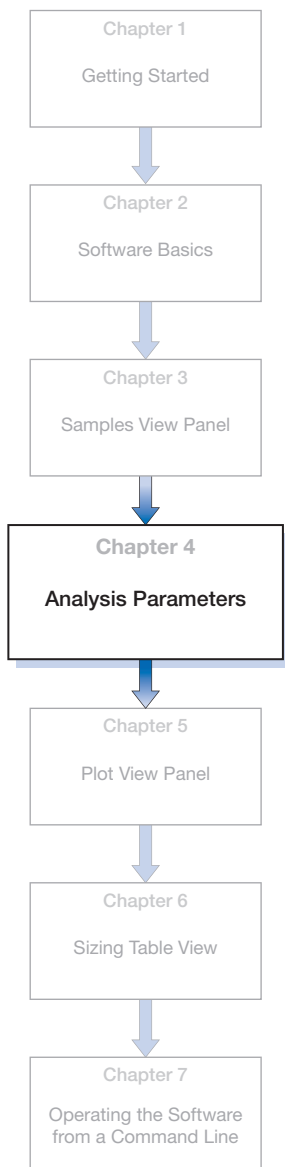 Chapter 1
Getting Started
Chapter 2
Software Basics
Chapter 3
Samples View Panel
Chapter 4
Analysis Parameters
Chapter 5
Plot View Panel
Chapter 6
Sizing Table View
Chapter 7
Operating the Software
from a Command Line